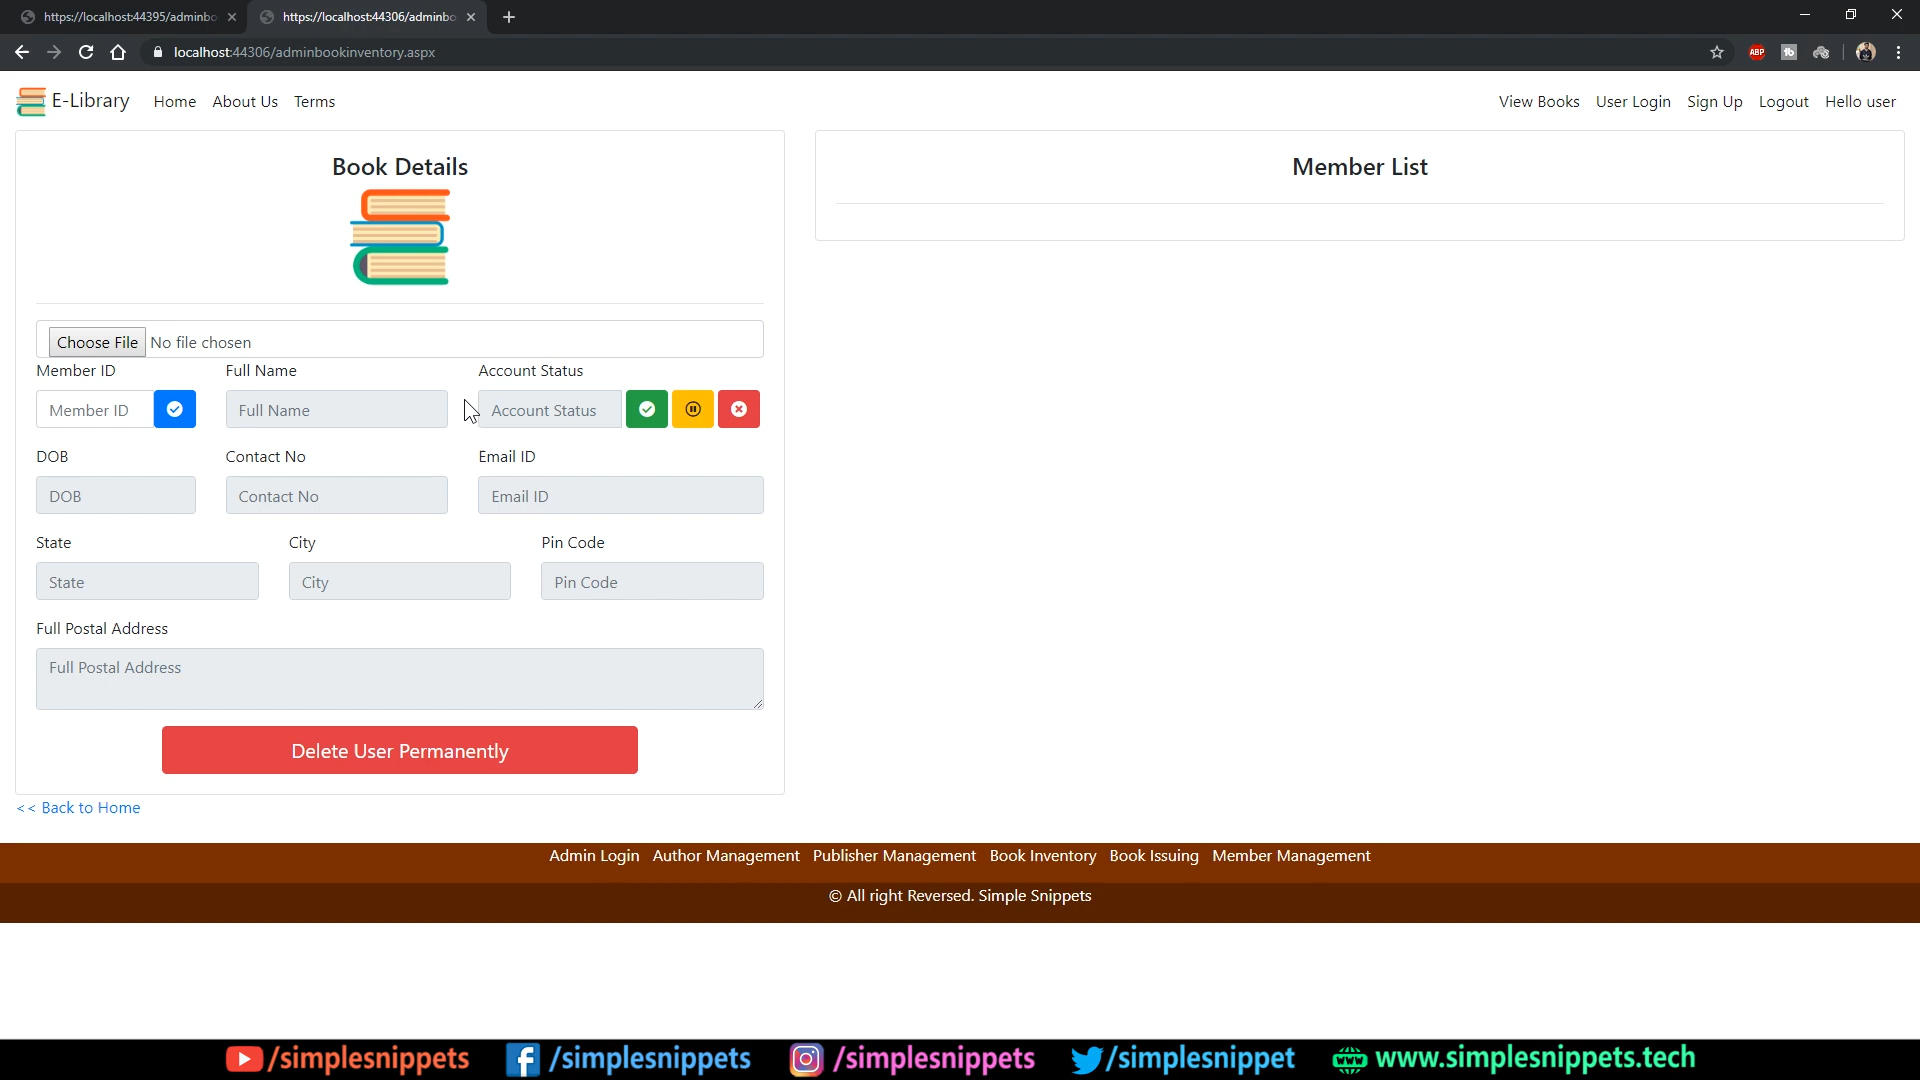 https://localhost:44395/adminbo
https://localhost:44306/adminbo
localhost:44306/adminbookinventory.aspx
ABP
E-Library Home About Us Terms
View Books User Login Sign Up Logout Hello user
Book Details
Member List
Choose File No file chosen
Member ID Full Name Account Status
Member ID Full Name Account Status
DOB Contact No Email ID
DOB Contact No Email ID
State City Pin Code
State City Pin Code
Full Postal Address
Full Postal Address
Delete User Permanently
<< Back to Home
Admin Login Author Management Publisher Management Book Inventory Book Issuing Member Management
© All right Reversed. Simple Snippets
/simplesnippets /simplesnippets /simplesnippets /simplesnippet www.simplesnippets.tech